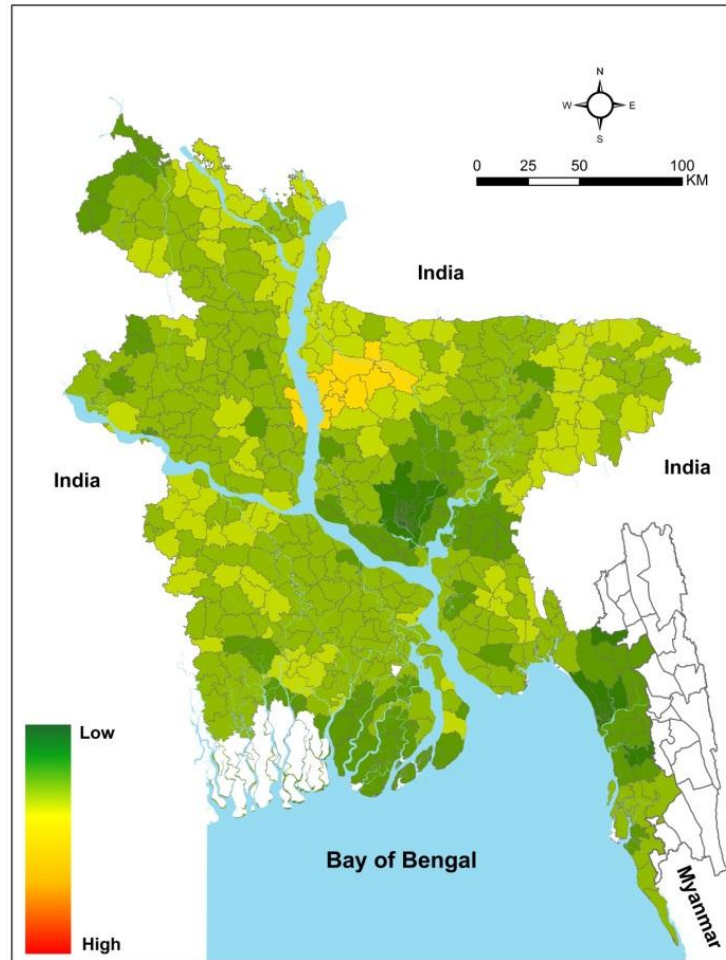 N
W E
S
0 25 50 100
KM
India
India
India
Low
High
Bay of Bengal
Myanmar